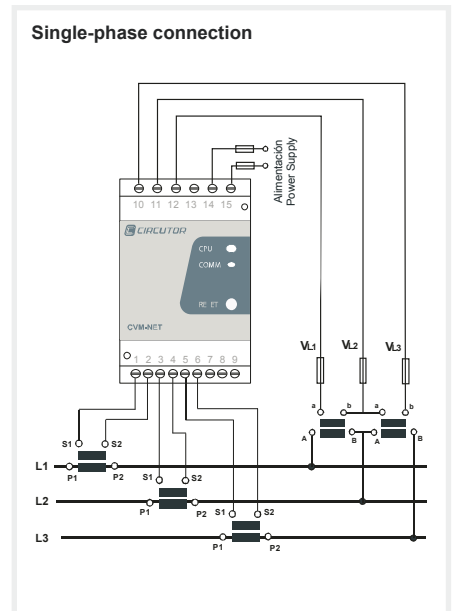 Single-phase connection
Alimentación
Power Supply
10 11 12 13 14 15
CIRCUTOR
CPU
COMM
RE ET
CVM-NET
1 2 3 4 5 6 7 8 9
VL1 VL2 VL3
a b a b
A B A B
S1 S2
L1 P1 P2
S1 S2
L2 P1 P2
S1 S2
L3 P1 P2